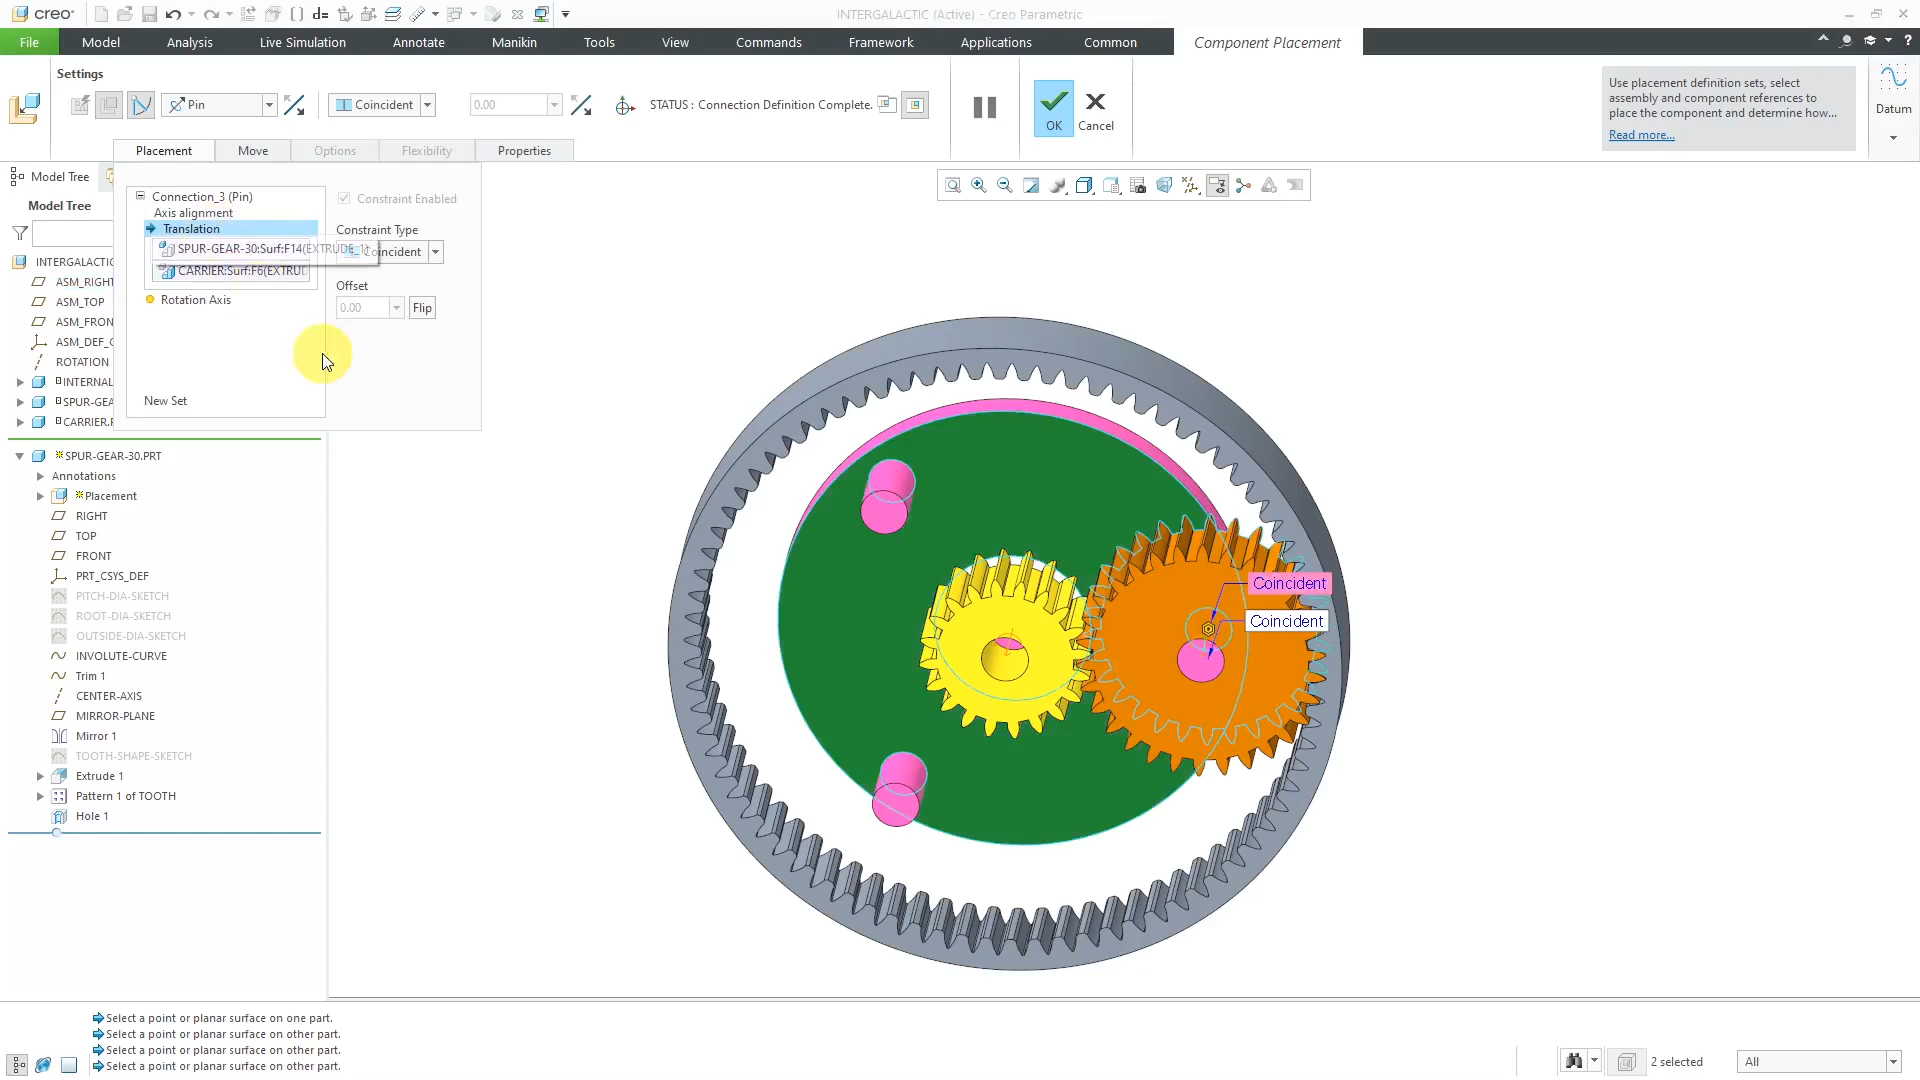 creo
INTERGALACTIC (Active) - Creo Parametric
File
Model
Analysis
Live Simulation
Annotate
Manikin
Tools
View
Commands
Framework
Applications
Common
Component Placement
Settings
Pin
Coincident
0.00
STATUS : Connection Definition Complete.
OK
Cancel
Use placement definition sets, select
assembly and component references to
place the component and determine how...
Read more...
Datum
Placement
Move
Options
Flexibility
Properties
Model Tree
Model Tree
Connection_3 (Pin)
Axis alignment
Translation
SPUR-GEAR-30:Surf:F14(EXTRUDE_1)
CARRIER:Surf:F6(EXTRUD
Rotation Axis
New Set
Constraint Enabled
Constraint Type
Coincident
Offset
0.00
Flip
INTERGALACTIC
ASM_RIGHT
ASM_TOP
ASM_FRON
ASM_DEF_C
ROTATION
INTERNAL
SPUR-GEA
CARRIER.P
SPUR-GEAR-30.PRT
Annotations
Placement
RIGHT
TOP
FRONT
PRT_CSYS_DEF
PITCH-DIA-SKETCH
ROOT-DIA-SKETCH
OUTSIDE-DIA-SKETCH
INVOLUTE-CURVE
Trim 1
CENTER-AXIS
MIRROR-PLANE
Mirror 1
TOOTH-SHAPE-SKETCH
Extrude 1
Pattern 1 of TOOTH
Hole 1
Coincident
Coincident
Select a point or planar surface on one part.
Select a point or planar surface on other part.
Select a point or planar surface on other part.
Select a point or planar surface on other part.
2 selected
All